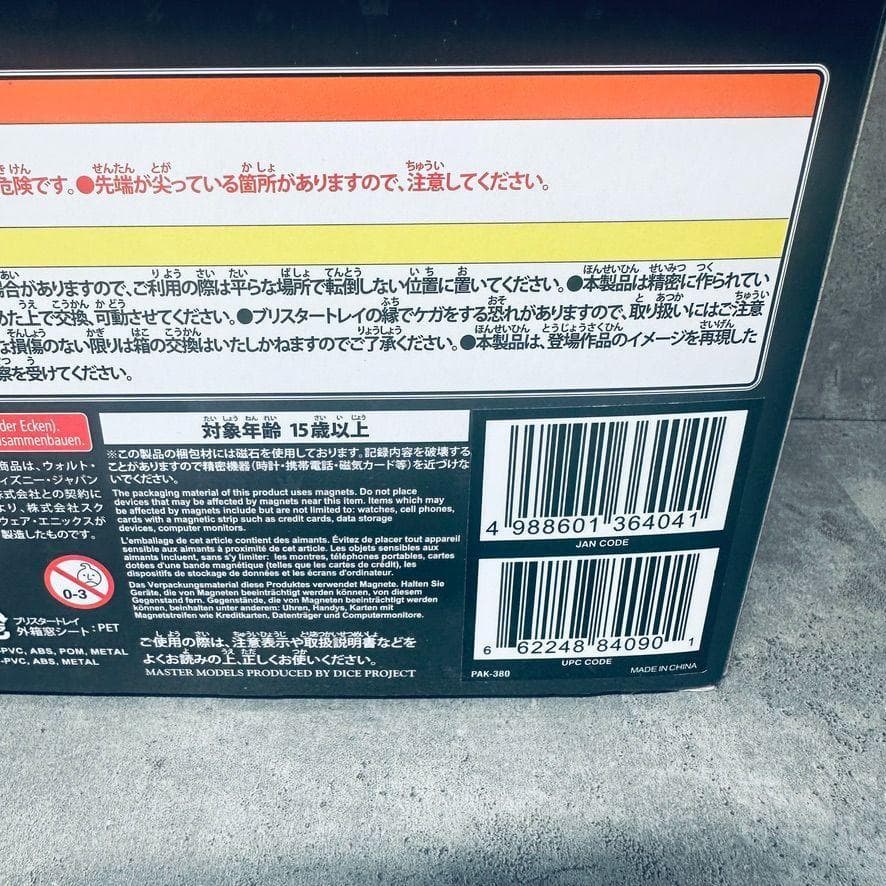 危険です。●先端が尖っている箇所がありますので、注意してください。
場合がありますので、ご利用の際は平らな場所で転倒しない位置に置いてください。●本製品は精密に作られてい
めた上で交換、可動させてください。●ブリスタートレイの縁でケガをする恐れがありますので、取り扱いにはご注意
な損傷のない限りは箱の交換はいたしかねますのでご了承ください。●本製品は、登場作品のイメージを再現した
察を受けてください。
der Ecken).
usammenbauen.
商品は、ウォルト・
ィズニー・ジャパン
株式会社との契約に
より、株式会社スク
ウェア・エニックスが
製造したものです。
0-3
ブリスタートレイ
外箱窓シート:PET
-PVC, ABS, POM, METAL
-PVC, ABS, METAL
対象年齢 15歳以上
※この製品の梱包材には磁石を使用しております。記録内容を破壊する
ことがありますので精密機器(時計・携帯電話・磁気カード等)を近づけな
いでください。
The packaging material of this product uses magnets. Do not place
devices that may be affected by magnets near this item. Items which may
be affected by magnets include but are not limited to: watches, cell phones,
cards with a magnetic strip such as credit cards, data storage
devices, computer monitors.
L'emballage de cet article contient des aimants. Évitez de placer tout appareil
sensible aux aimants à proximité de cet article. Les objets sensibles aux
aimants incluent, sans s'y limiter: les montres, téléphones portables, cartes
dotées d'une bande magnétique (telles que les cartes de crédit), les
dispositifs de stockage de données et les écrans d'ordinateur.
Das Verpackungsmaterial diese Produktes verwendet Magnete. Halten Sie
Geräte, die von Magneten beeinträchtigt werden können, von diesem
Gegenstand fern. Gegenstände, die von Magneten beeinträchtigt werden
können, beinhalten unter anderem: Uhren, Handys, Karten mit
Magnetstreifen wie Kreditkarten, Datenträger und Computermonitore.
ご使用の際は、注意表示や取扱説明書などを
よくお読みの上、正しくお使いください。
MASTER MODELS PRODUCED BY DICE PROJECT
4 988601 364041
JAN CODE
6 62248 84090 1
UPC CODE
PAK-380
MADE IN CHINA